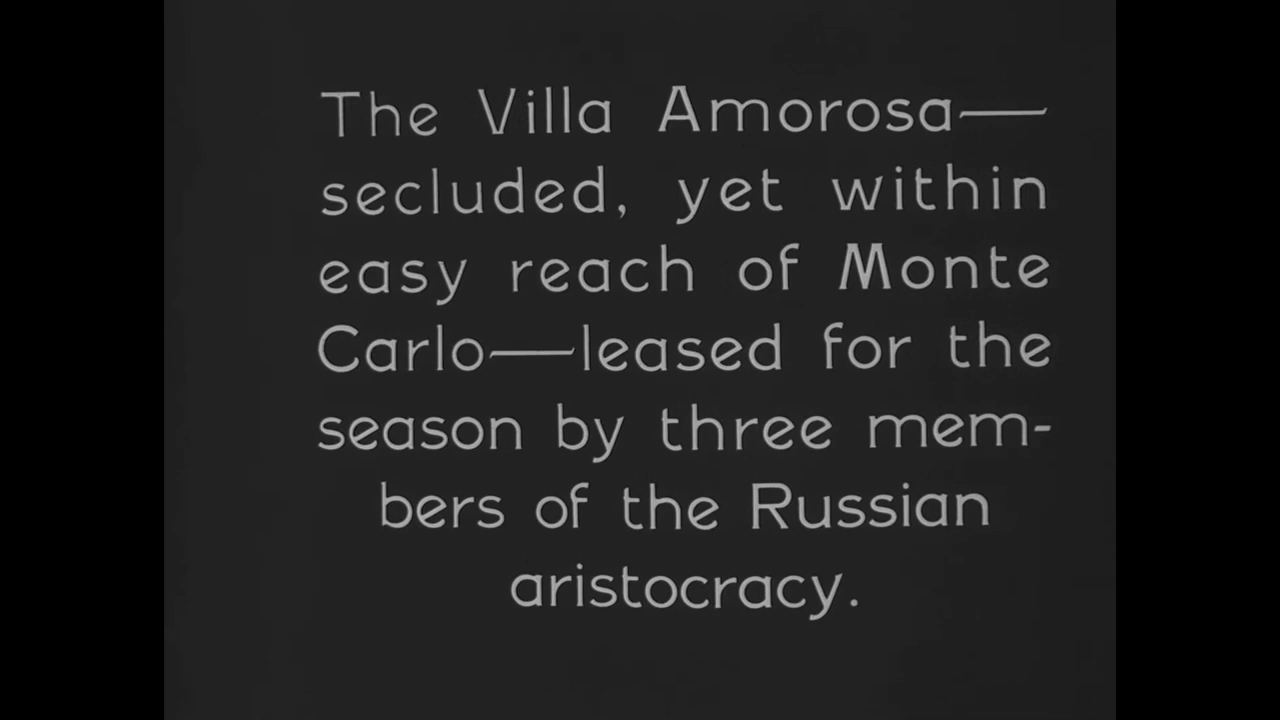 The Villa Amorosa—
secluded, yet within
easy reach of Monte
Carlo—leased for the
season by three mem-
bers of the Russian
aristocracy.